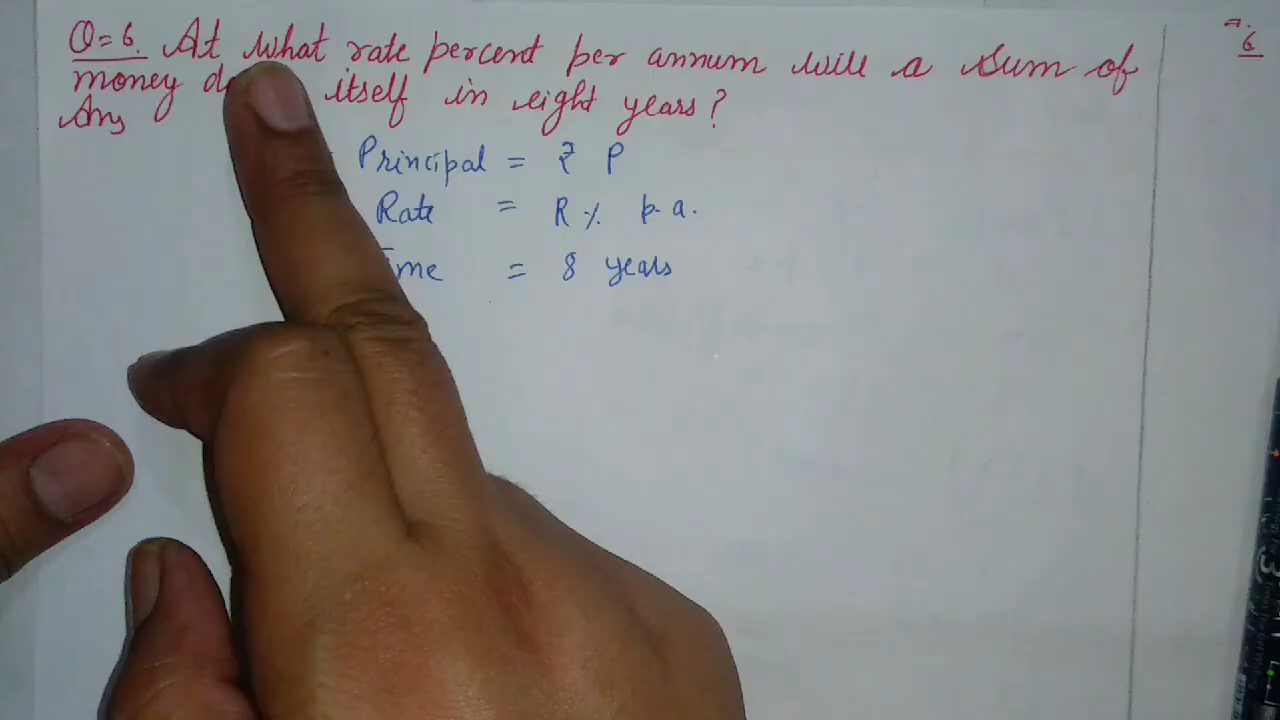 Q=6. At what rate percent per annum will a sum of
money itself in eight years?
Ans
Principal = ₹ P
Rate = R % p.a.
= 8 years
6